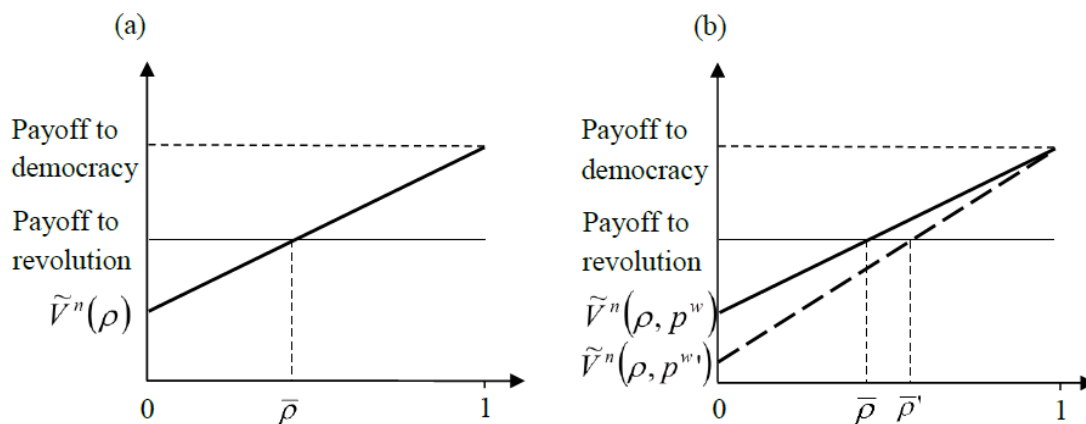 (a)
Payoff to
democracy
Payoff to
revolution
Ṽⁿ(ρ)
0
ρ̅
1
(b)
Payoff to
democracy
Payoff to
revolution
Ṽⁿ(ρ, pʷ)
Ṽⁿ(ρ, pʷ')
0
ρ̅
ρ̅'
1